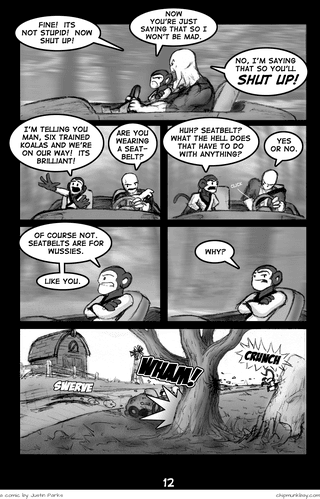 FINE! ITS
NOT STUPID! NOW
SHUT UP!
NOW
YOU'RE JUST
SAYING THAT SO I
WON'T BE MAD.
NO, I'M SAYING
THAT SO YOU'LL
SHUT UP!
I'M TELLING YOU
MAN, SIX TRAINED
KOALAS AND WE'RE
ON OUR WAY! ITS
BRILLIANT!
ARE YOU
WEARING
A SEAT-
BELT?
HUH? SEATBELT?
WHAT THE HELL DOES
THAT HAVE TO DO
WITH ANYTHING?
YES
OR NO.
CLICK
OF COURSE NOT.
SEATBELTS ARE FOR
WUSSIES.
LIKE YOU.
WHY?
SWERVE
WHAM!
CRUNCH
12
a comic by Justin Parks
chipmunkboy.com